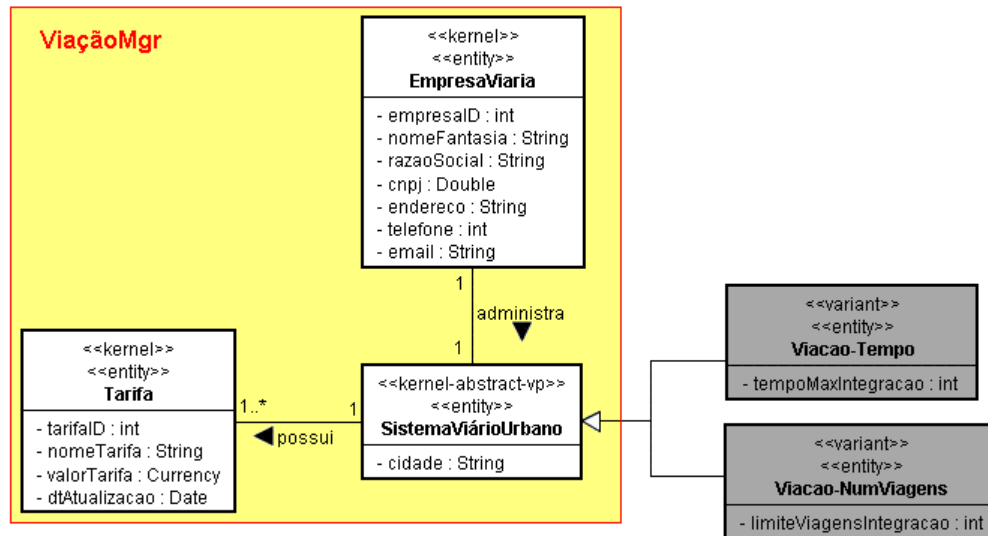 ViaçãoMgr
<<kernel>>
<<entity>>
EmpresaViaria
- empresaID : int
- nomeFantasia : String
- razaoSocial : String
- cnpj : Double
- endereco : String
- telefone : int
- email : String
1
administra
1
<<kernel>>
<<entity>>
Tarifa
- tarifaID : int
- nomeTarifa : String
- valorTarifa : Currency
- dtAtualizacao : Date
1..*
possui
1
<<kernel-abstract-vp>>
<<entity>>
SistemaViárioUrbano
- cidade : String
<<variant>>
<<entity>>
Viacao-Tempo
- tempoMaxIntegracao : int
<<variant>>
<<entity>>
Viacao-NumViagens
- limiteViagensIntegracao : int